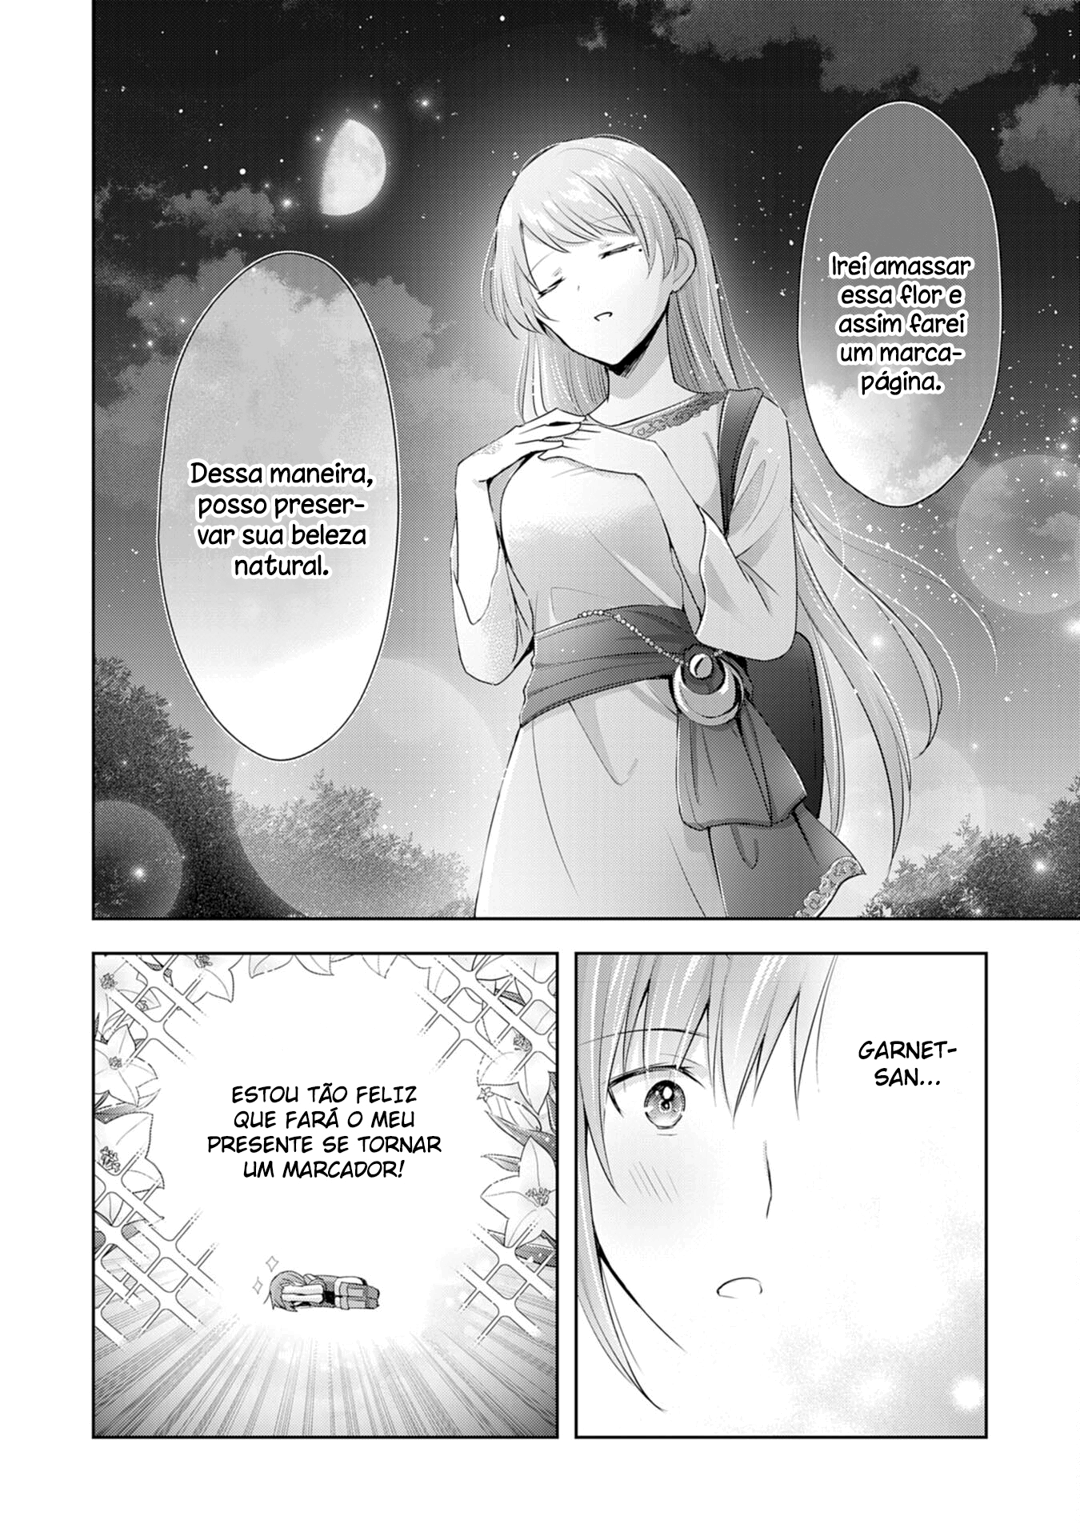 Irei amassar
essa flor e
assim farei
um marca-
página.
Dessa maneira,
posso preser-
var sua beleza
natural.
GARNET-
SAN...
ESTOU TÃO FELIZ
QUE FARÁ O MEU
PRESENTE SE TORNAR
UM MARCADOR!